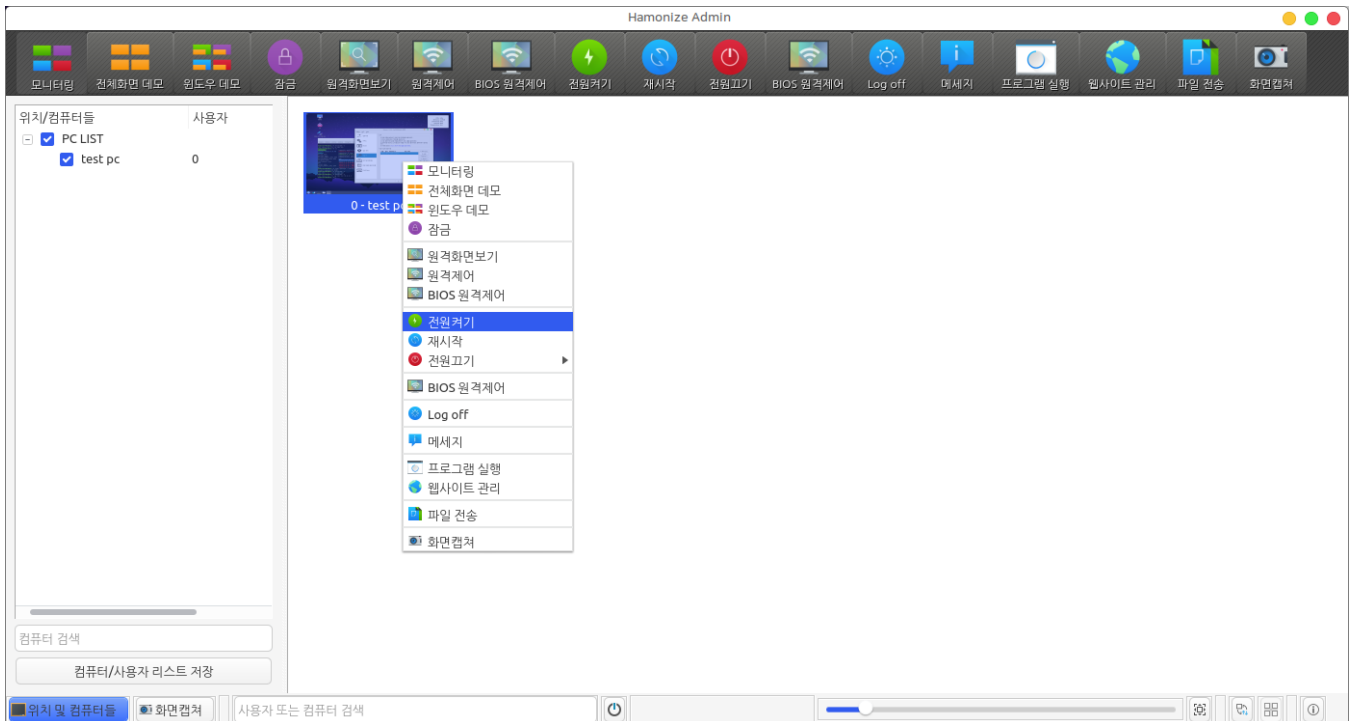 Hamonize Admin
모니터링 전체화면 데모 윈도우 데모 잠금 원격화면보기 원격제어 BIOS 원격제어 전원켜기 재시작 전원끄기 BIOS 원격제어 Log off 메세지 프로그램 실행 웹사이트 관리 파일 전송 화면캡쳐
위치/컴퓨터들 사용자
PC LIST
test pc 0
0 - test p
모니터링
전체화면 데모
윈도우 데모
잠금
원격화면보기
원격제어
BIOS 원격제어
전원켜기
재시작
전원끄기
BIOS 원격제어
Log off
메세지
프로그램 실행
웹사이트 관리
파일 전송
화면캡쳐
컴퓨터 검색
컴퓨터/사용자 리스트 저장
위치 및 컴퓨터들 화면캡쳐 사용자 또는 컴퓨터 검색